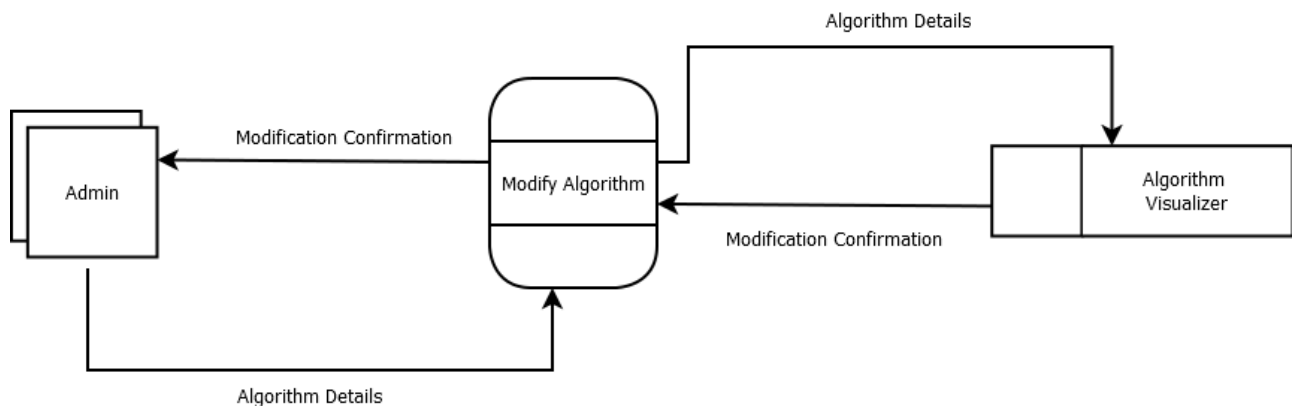 Algorithm Details
Modification Confirmation
Admin
Modify Algorithm
Algorithm
Visualizer
Modification Confirmation
Algorithm Details